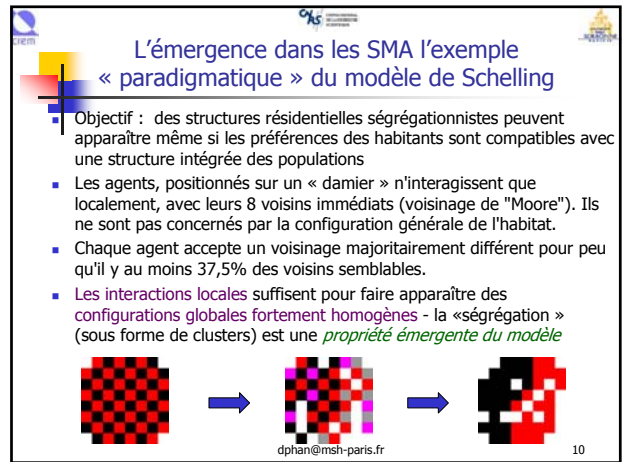 crem
CNRS
L'émergence dans les SMA l'exemple
« paradigmatique » du modèle de Schelling
Objectif : des structures résidentielles ségrégationnistes peuvent
apparaître même si les préférences des habitants sont compatibles avec
une structure intégrée des populations
Les agents, positionnés sur un « damier » n'interagissent que
localement, avec leurs 8 voisins immédiats (voisinage de "Moore"). Ils
ne sont pas concernés par la configuration générale de l'habitat.
Chaque agent accepte un voisinage majoritairement différent pour peu
qu'il y au moins 37,5% des voisins semblables.
Les interactions locales suffisent pour faire apparaître des
configurations globales fortement homogènes - la «ségrégation »
(sous forme de clusters) est une propriété émergente du modèle
dphan@msh-paris.fr
10